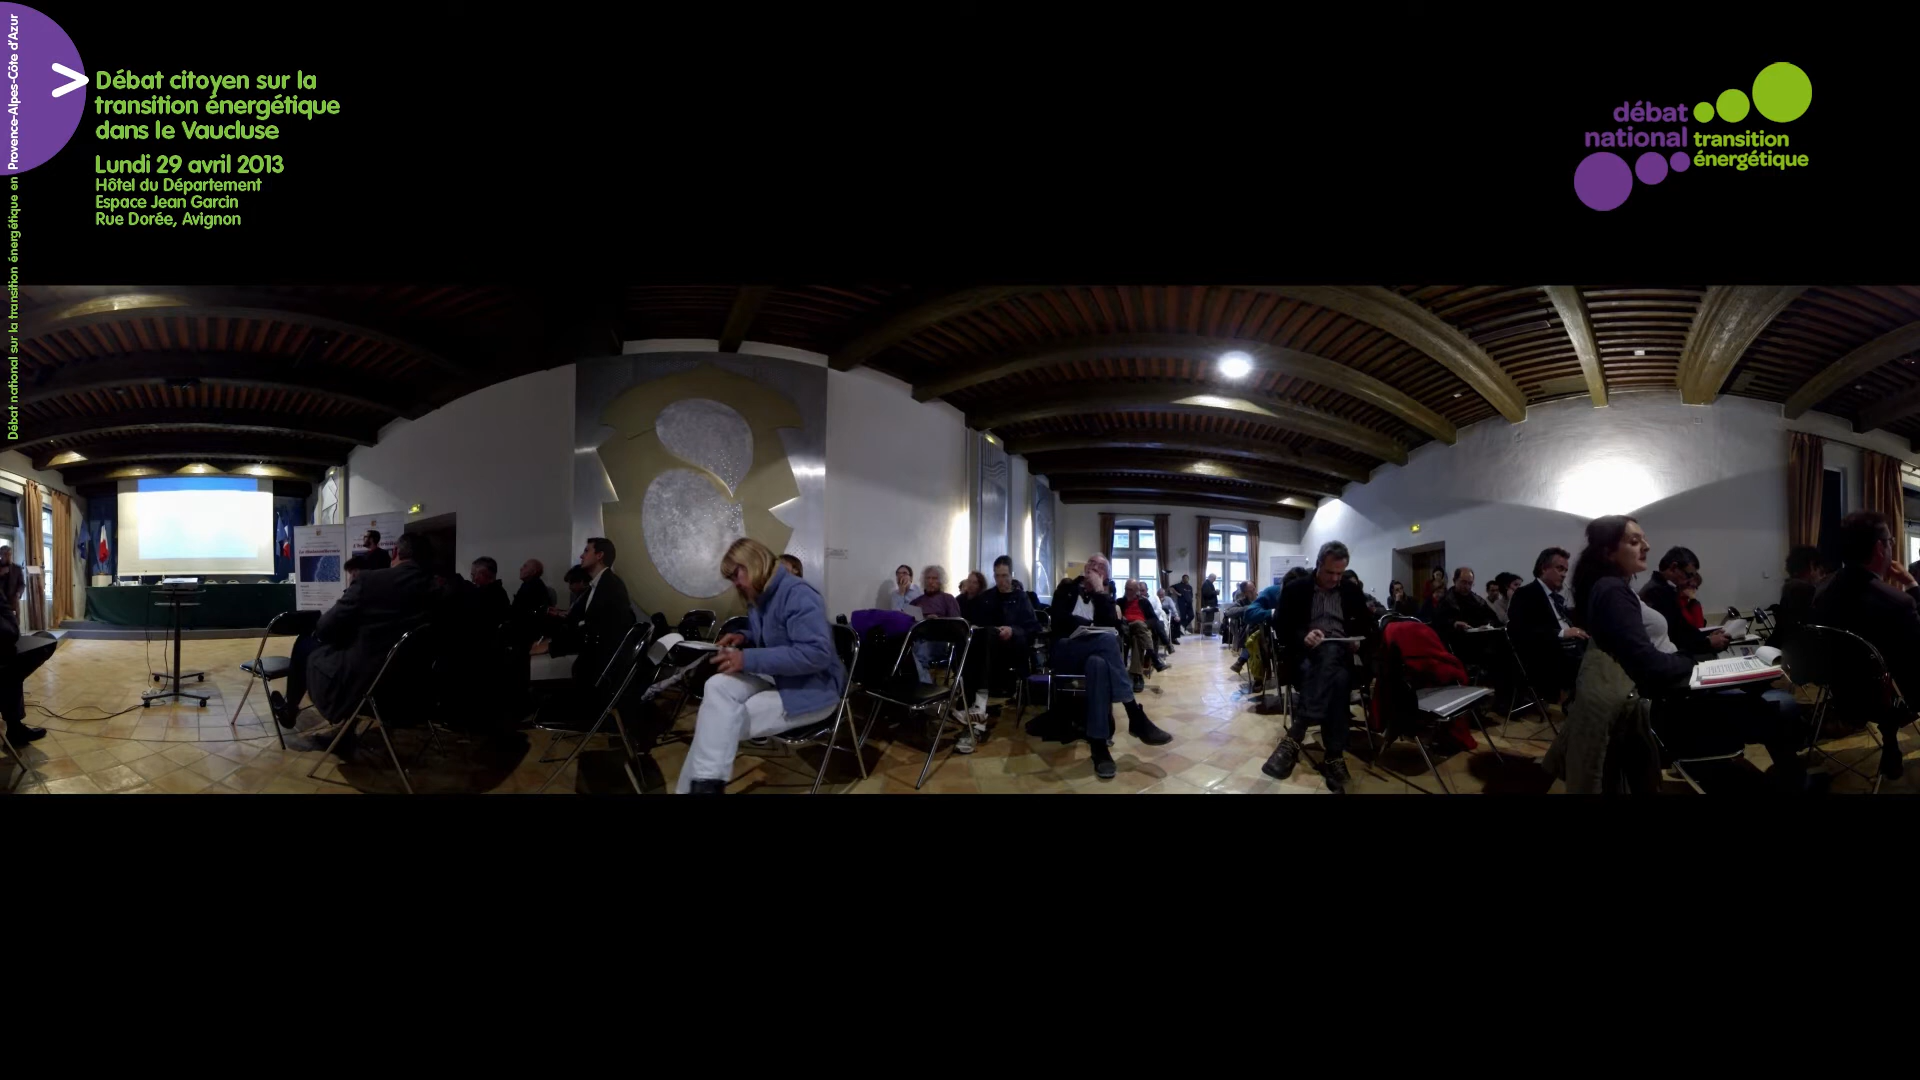 Débat national sur la transition énergétique en Provence-Alpes-Côte d'Azur
Débat citoyen sur la
transition énergétique
dans le Vaucluse
Lundi 29 avril 2013
Hôtel du Département
Espace Jean Garcin
Rue Dorée, Avignon
débat
national
transition
énergétique